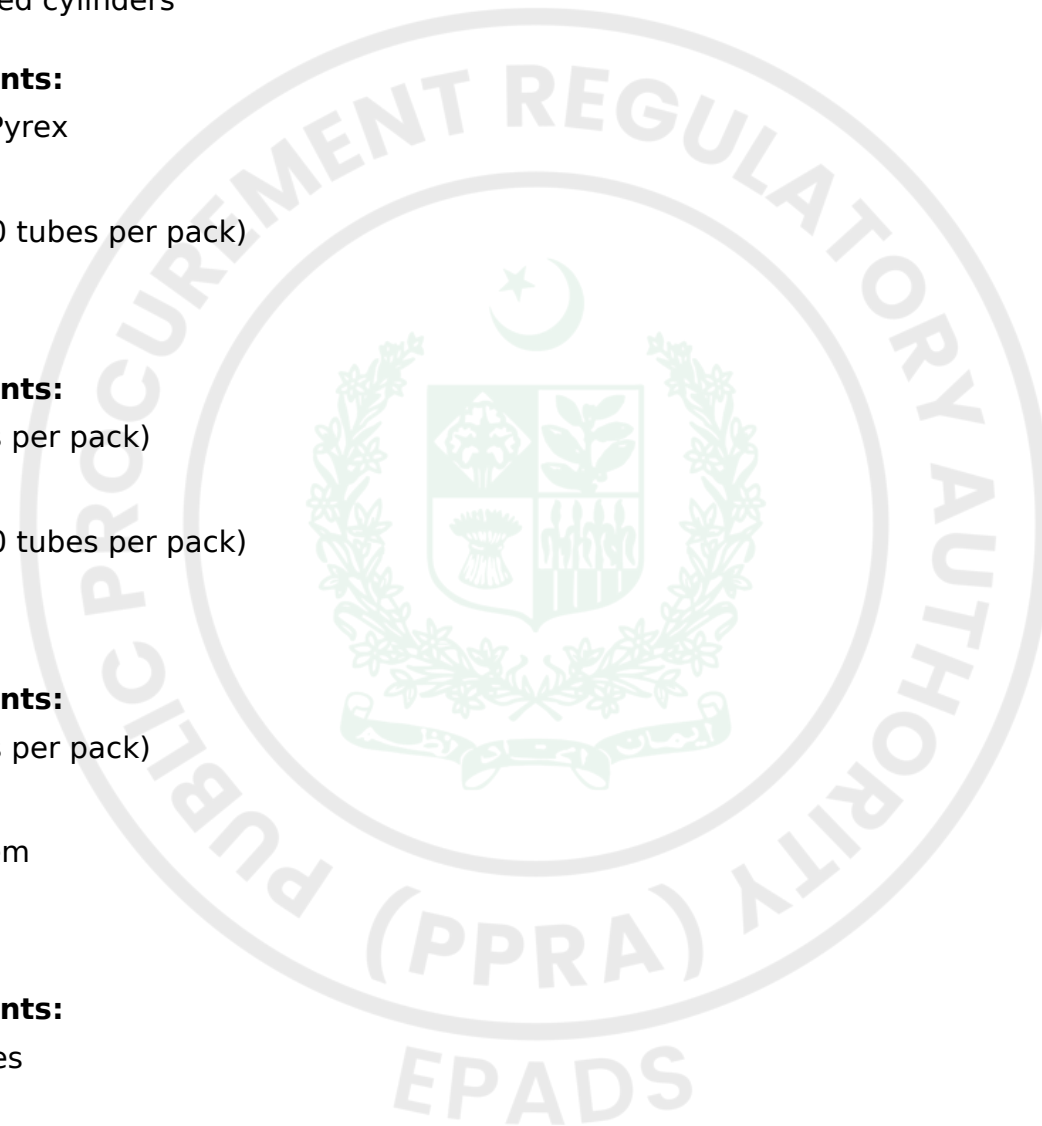 ed cylinders
nts:
Pyrex
0 tubes per pack)
nts:
s per pack)
0 tubes per pack)
nts:
s per pack)
em
nts:
es
PUBLIC PROCUREMENT REGULATORY AUTHORITY
(PPRA)
EPADS